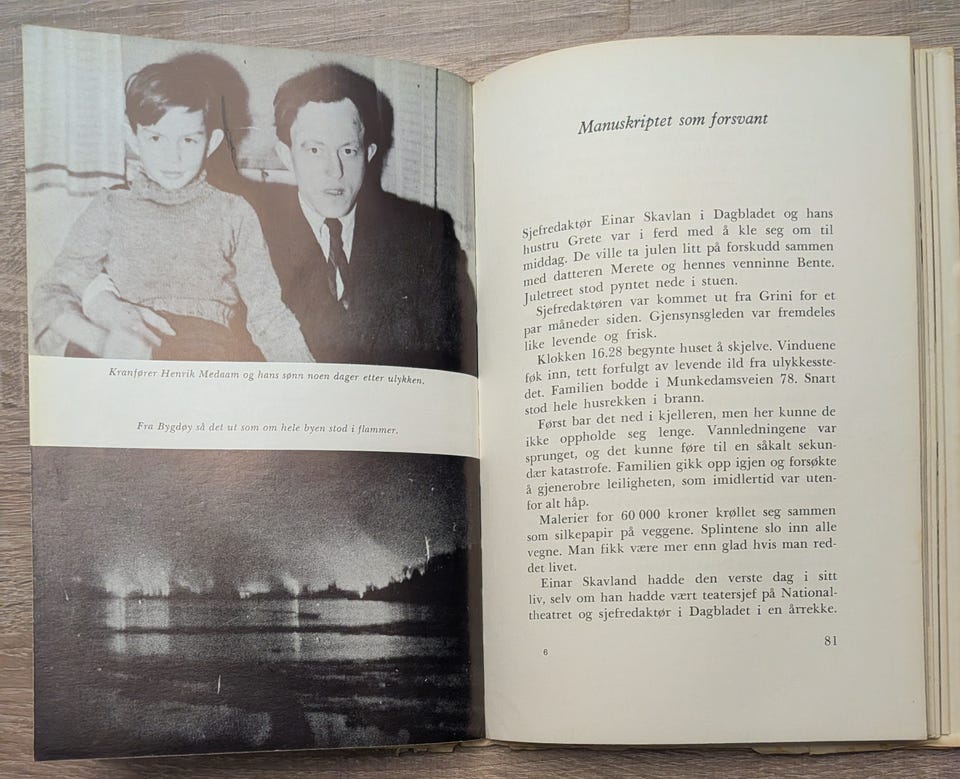 Kranfører Henrik Medaam og hans sønn noen dager etter ulykken.
Fra Bygdøy så det ut som om hele byen stod i flammer.
Manuskriptet som forsvant
Sjefredaktør Einar Skavlan i Dagbladet og hans
hustru Grete var i ferd med å kle seg om til
middag. De ville ta julen litt på forskudd sammen
med datteren Merete og hennes venninne Bente.
Juletreet stod pyntet nede i stuen.
Sjefredaktøren var kommet ut fra Grini for et
par måneder siden. Gjensynsgleden var fremdeles
like levende og frisk.
Klokken 16.28 begynte huset å skjelve. Vinduene
føk inn, tett forfulgt av levende ild fra ulykksste-
det. Familien bodde i Munkedamsveien 78. Snart
stod hele husrekken i brann.
Først bar det ned i kjelleren, men her kunne de
ikke oppholde seg lenge. Vannledningene var
sprunget, og det kunne føre til en såkalt sekun-
dær katastrofe. Familien gikk opp igjen og forsøkte
å gjenerobre leiligheten, som imidlertid var uten-
for alt håp.
Malerier for 60 000 kroner krøllet seg sammen
som silkepapir på veggene. Splintene slo inn alle
vegne. Man fikk være mer enn glad hvis man red-
det livet.
Einar Skavland hadde den verste dag i sitt
liv, selv om han hadde vært teatersjef på National-
theatret og sjefredaktør i Dagbladet i en årrekke.
6
81